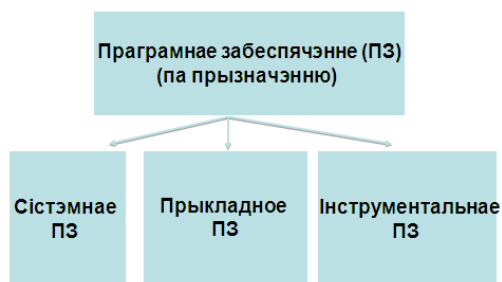 Праграмнае забеспячэнне (ПЗ)
(па прызначэнню)
Сістэмнае
ПЗ
Прыкладное
ПЗ
Інструментальнае
ПЗ